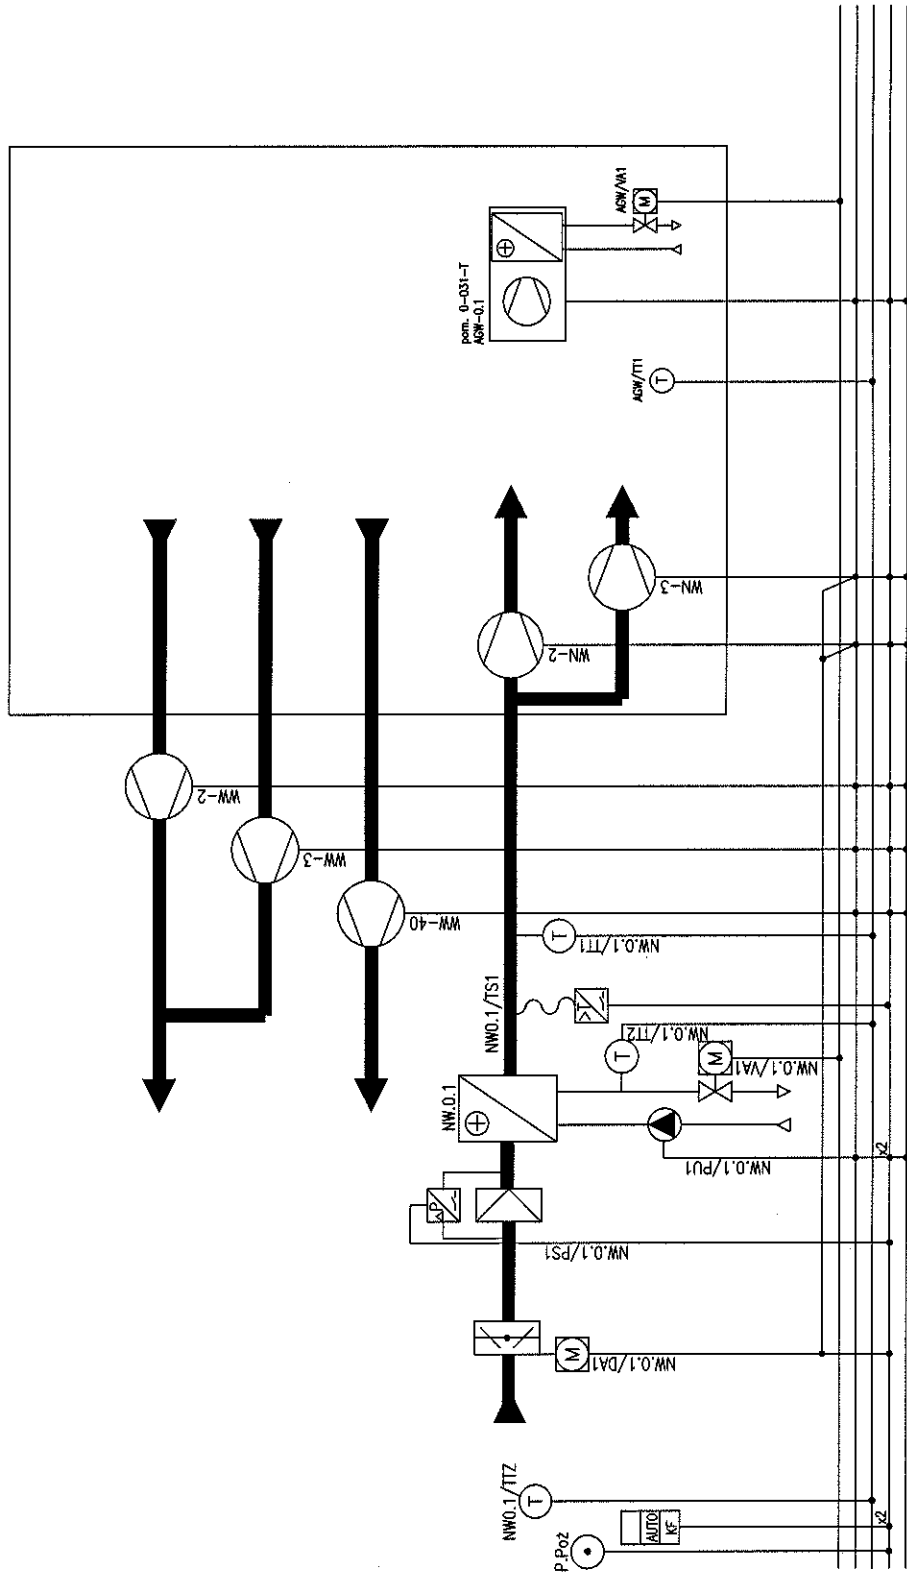 AGW/VA1
M
pom. 0-031-T
AGW-0.1
AGW/TT1
T
WN-3
WN-2
WW-2
WW-3
WW-40
T
NW.0.1/TT1
NW0.1/TS1
>T
T
NW.0.1/TT2
M
NW.0.1/VA1
NW.0.1
NW.0.1/PU1
x2
P
NW.0.1/PS1
M
NW.0.1/DA1
NW0.1/TTZ
T
AUTO
KF
x2
P.Poż